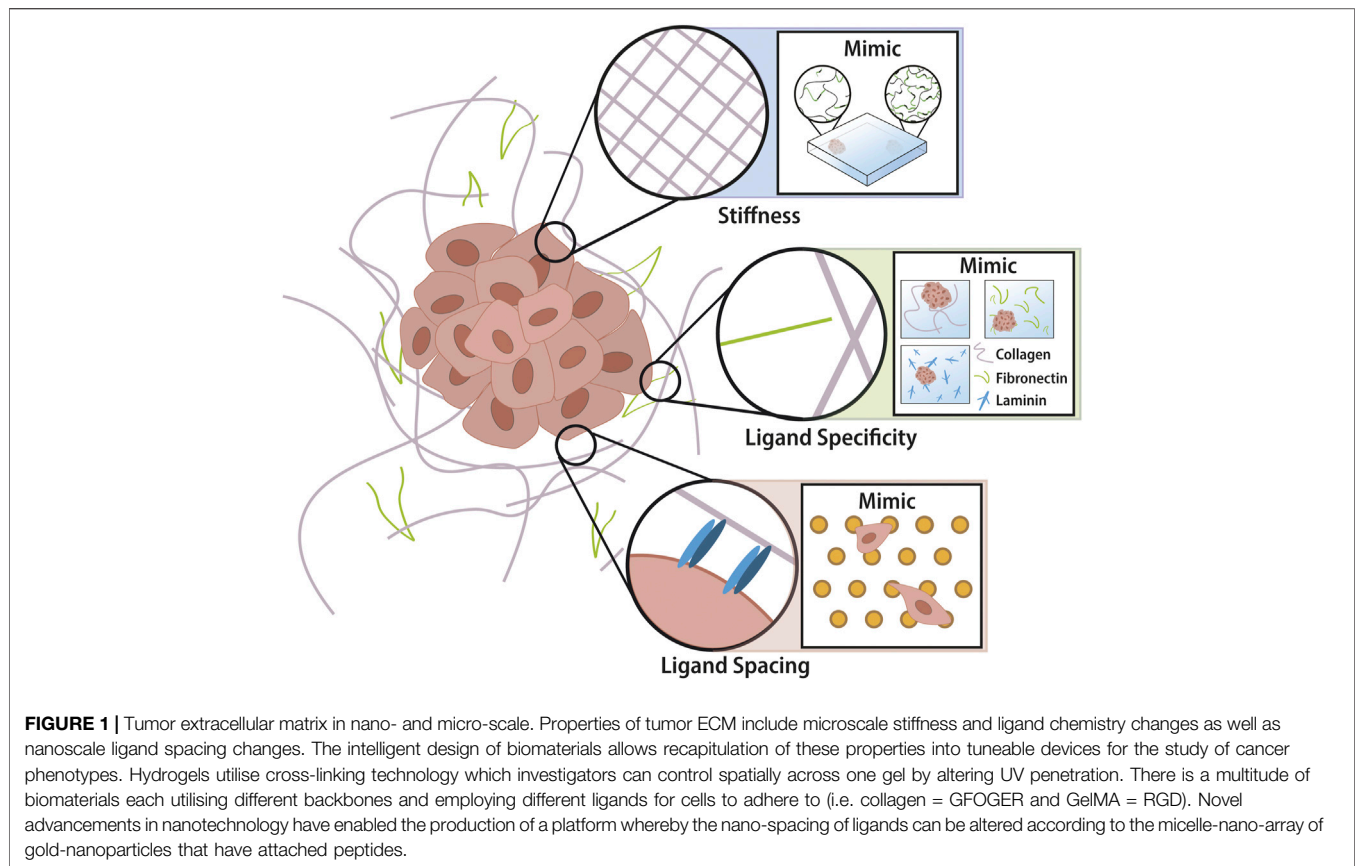 Mimic
Stiffness
Mimic
Collagen
Fibronectin
Laminin
Ligand Specificity
Mimic
Ligand Spacing
FIGURE 1 | Tumor extracellular matrix in nano- and micro-scale. Properties of tumor ECM include microscale stiffness and ligand chemistry changes as well as
nanoscale ligand spacing changes. The intelligent design of biomaterials allows recapitulation of these properties into tuneable devices for the study of cancer
phenotypes. Hydrogels utilise cross-linking technology which investigators can control spatially across one gel by altering UV penetration. There is a multitude of
biomaterials each utilising different backbones and employing different ligands for cells to adhere to (i.e. collagen = GFOGER and GelMA = RGD). Novel
advancements in nanotechnology have enabled the production of a platform whereby the nano-spacing of ligands can be altered according to the micelle-nano-array of
gold-nanoparticles that have attached peptides.